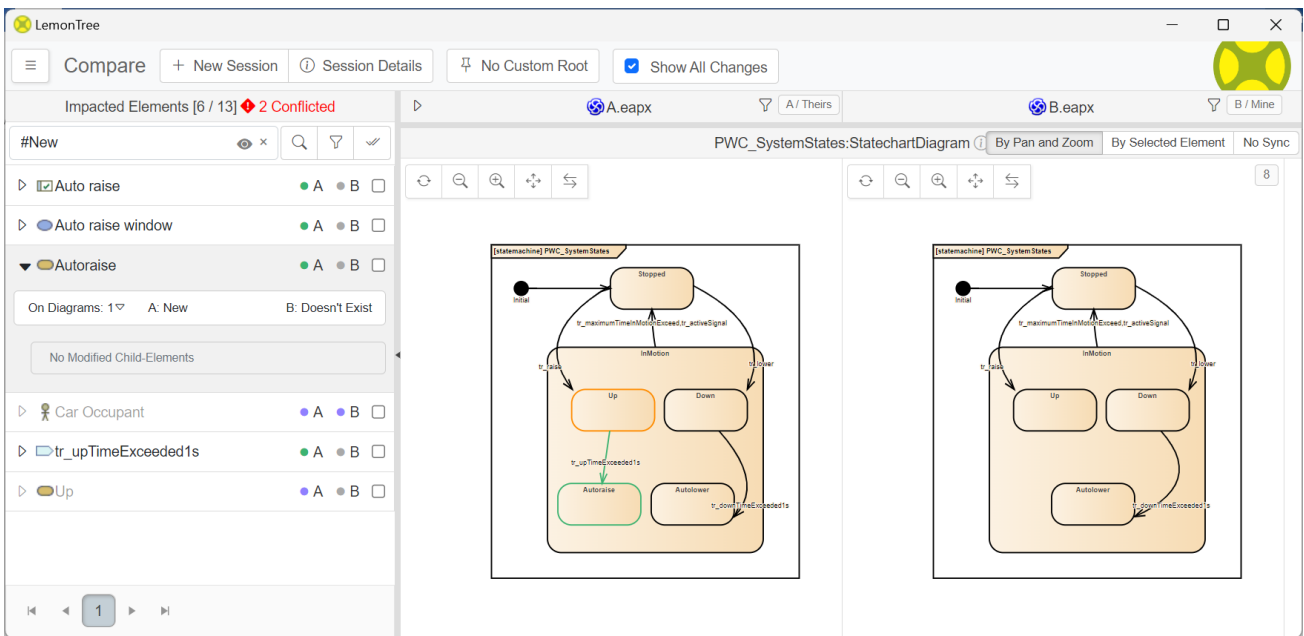 LemonTree
Compare
New Session
Session Details
No Custom Root
Show All Changes
Impacted Elements [6 / 13] 2 Conflicted
A.eapx
A / Theirs
B.eapx
B / Mine
#New
PWC_SystemStates:StatechartDiagram
By Pan and Zoom
By Selected Element
No Sync
Auto raise
A
B
Auto raise window
A
B
Autoraise
A
B
On Diagrams: 1
A: New
B: Doesn't Exist
No Modified Child-Elements
Car Occupant
A
B
tr_upTimeExceeded1s
A
B
Up
A
B
1
[statemachine] PWC_SystemStates
Stopped
Initial
tr_maximumTimeInMotionExceed,tr_activeSignal
InMotion
tr_raise
tr_lower
Up
Down
tr_upTimeExceeded1s
Autoraise
Autolower
tr_downTimeExceeded1s
8
[statemachine] PWC_SystemStates
Stopped
Initial
tr_maximumTimeInMotionExceed,tr_activeSignal
InMotion
tr_raise
tr_lower
Up
Down
Autolower
tr_downTimeExceeded1s